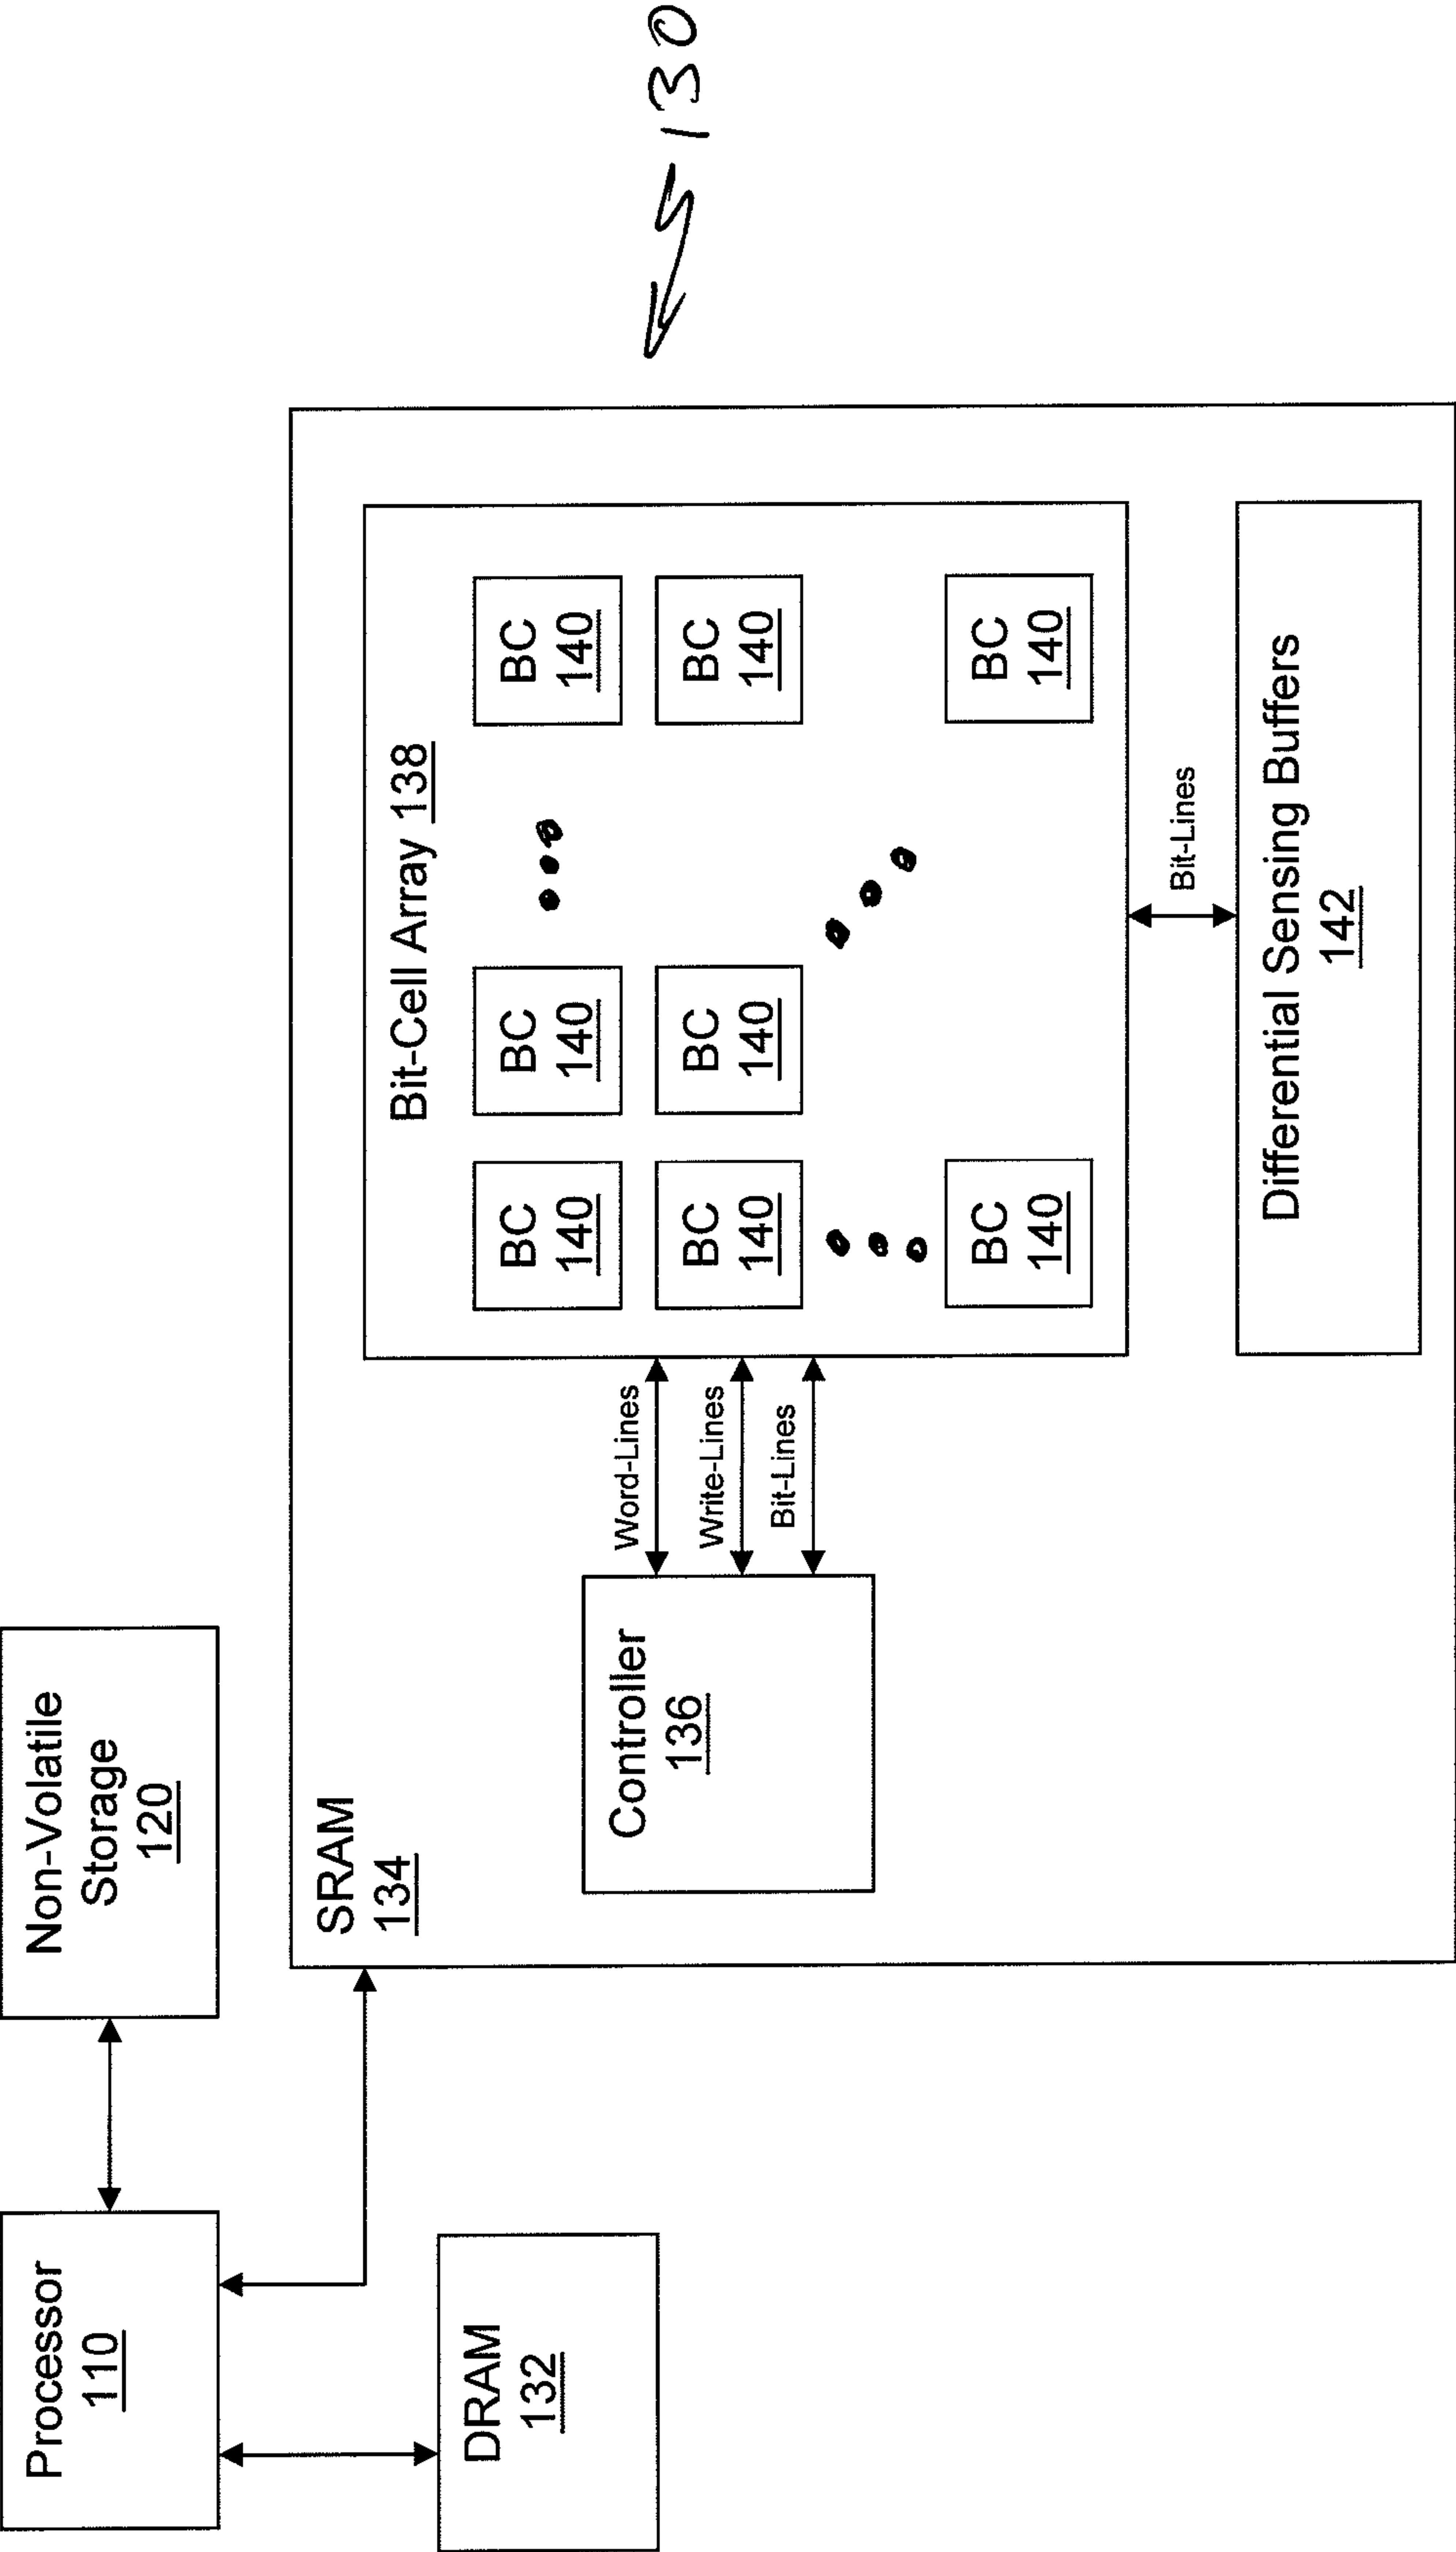 Processor
110
Non-Volatile
Storage
120
DRAM
132
SRAM
134
Controller
136
Word-Lines
Write-Lines
Bit-Lines
Bit-Cell Array 138
BC
140
BC
140
BC
140
BC
140
BC
140
BC
140
BC
140
BC
140
Bit-Lines
Differential Sensing Buffers
142
130